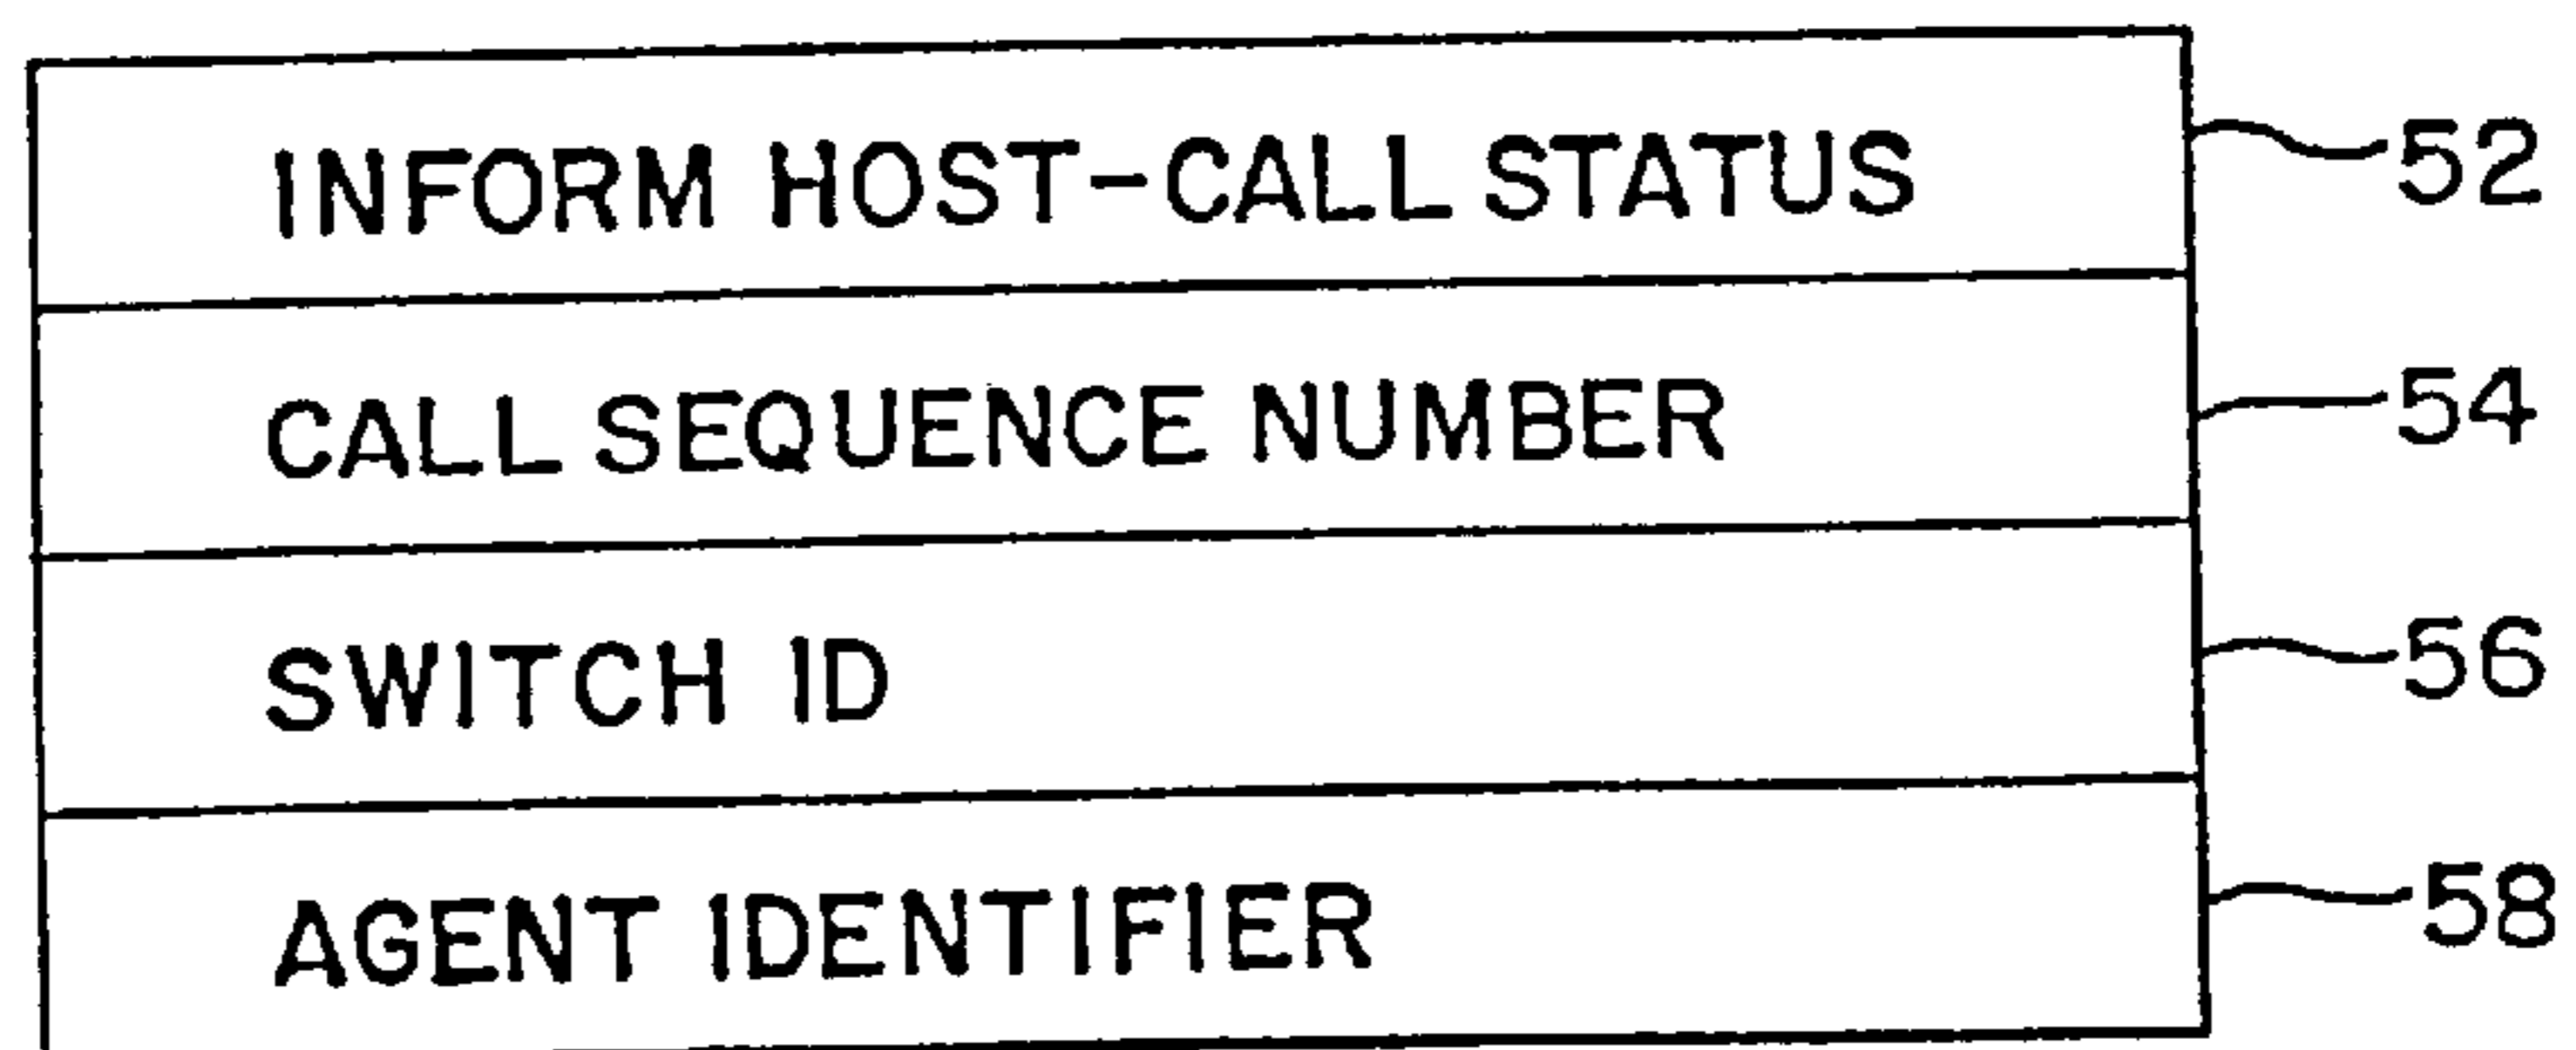 INFORM HOST-CALL STATUS 52
CALL SEQUENCE NUMBER 54
SWITCH ID 56
AGENT IDENTIFIER 58